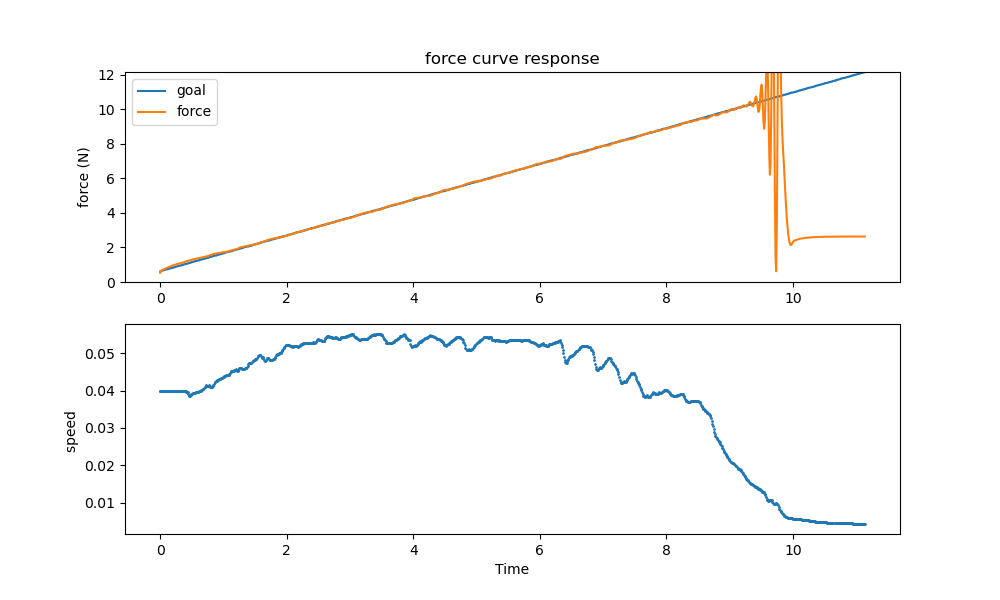 force curve response
goal
force
force (N)
12
10
8
6
4
2
0
0 2 4 6 8 10
speed
0.05
0.04
0.03
0.02
0.01
0 2 4 6 8 10
Time